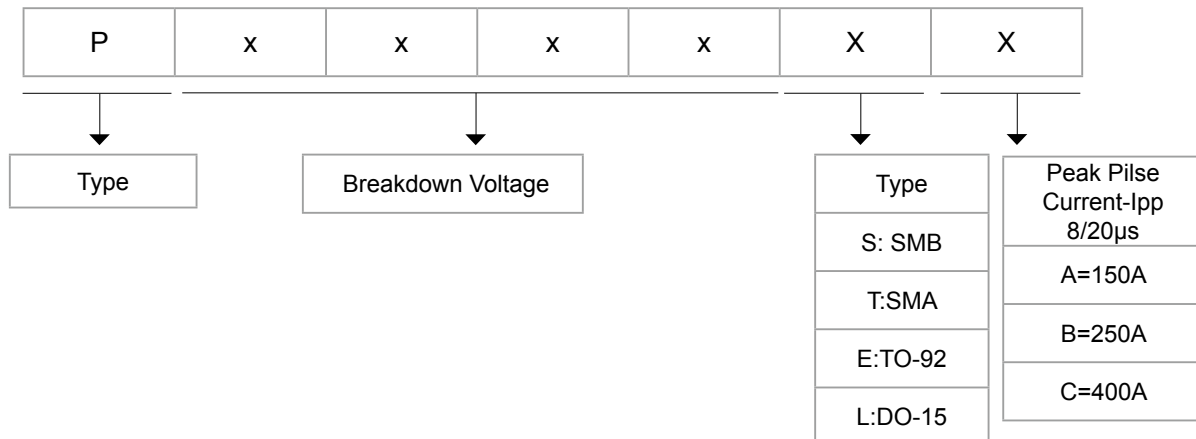 P x x x x X X
Type
Breakdown Voltage
Type
S: SMB
T:SMA
E:TO-92
L:DO-15
Peak Pilse
Current-Ipp
8/20µs
A=150A
B=250A
C=400A